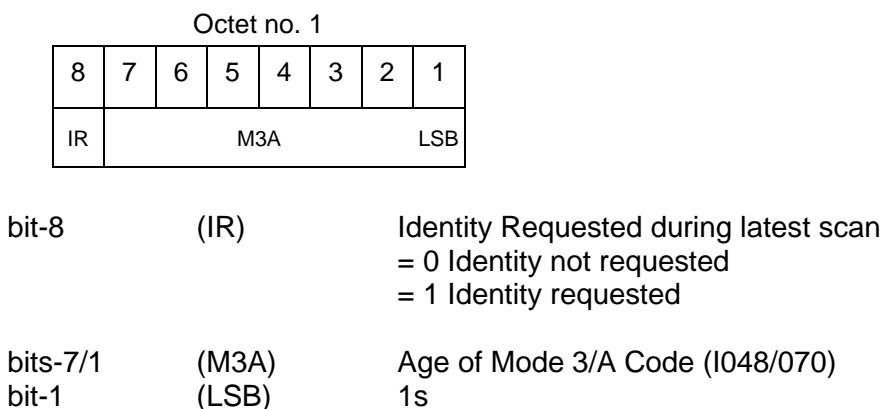 Octet no. 1
8 7 6 5 4 3 2 1
IR M3A LSB
bit-8 (IR) Identity Requested during latest scan
= 0 Identity not requested
= 1 Identity requested
bits-7/1 (M3A) Age of Mode 3/A Code (I048/070)
bit-1 (LSB) 1s